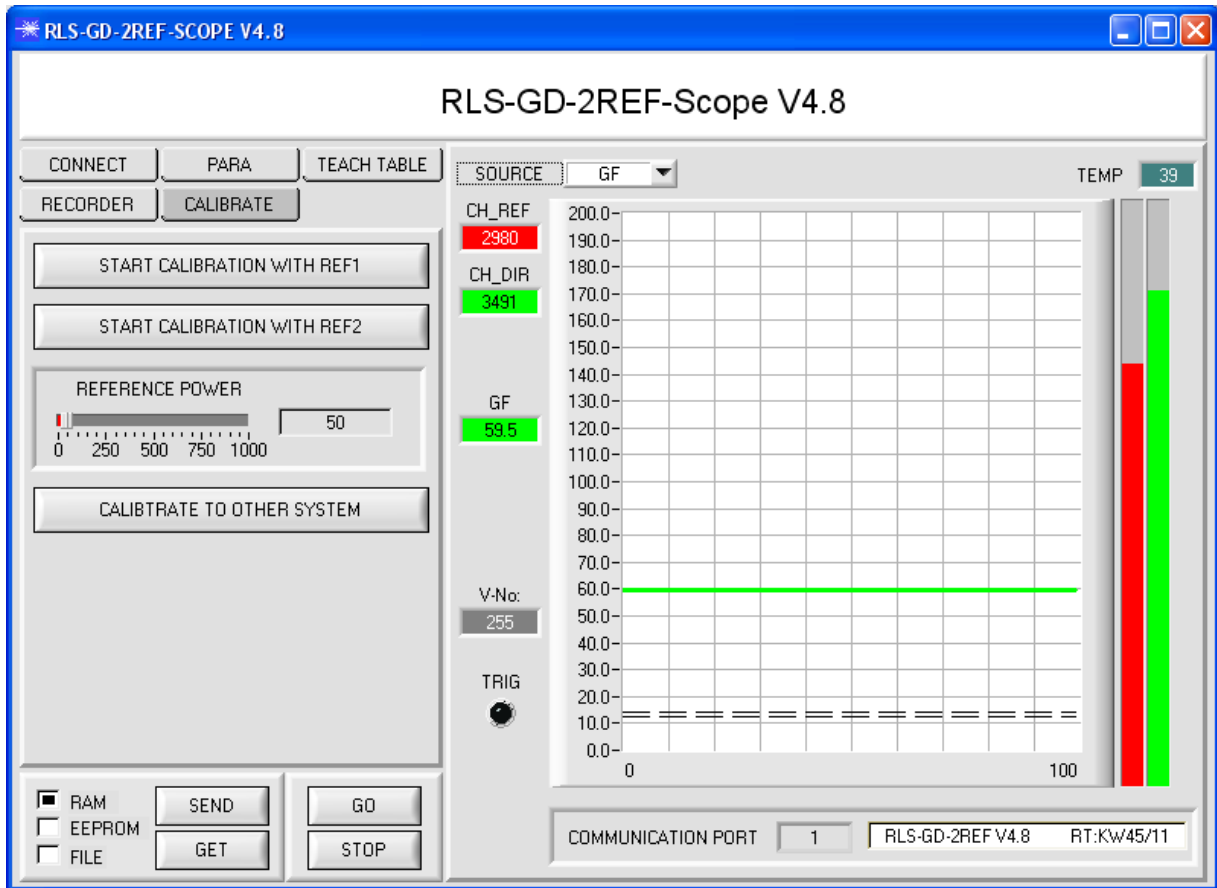 RLS-GD-2REF-SCOPE V4.8
RLS-GD-2REF-Scope V4.8
CONNECT PARA TEACH TABLE
RECORDER CALIBRATE
START CALIBRATION WITH REF1
START CALIBRATION WITH REF2
REFERENCE POWER
50
0 250 500 750 1000
CALIBTRATE TO OTHER SYSTEM
RAM
EEPROM
FILE
SEND
GET
GO
STOP
SOURCE GF
TEMP 39
CH_REF
2980
CH_DIR
3491
GF
59.5
V-No:
255
TRIG
200.0
190.0
180.0
170.0
160.0
150.0
140.0
130.0
120.0
110.0
100.0
90.0
80.0
70.0
60.0
50.0
40.0
30.0
20.0
10.0
0.0
0 100
COMMUNICATION PORT 1 RLS-GD-2REF V4.8 RT:KW45/11